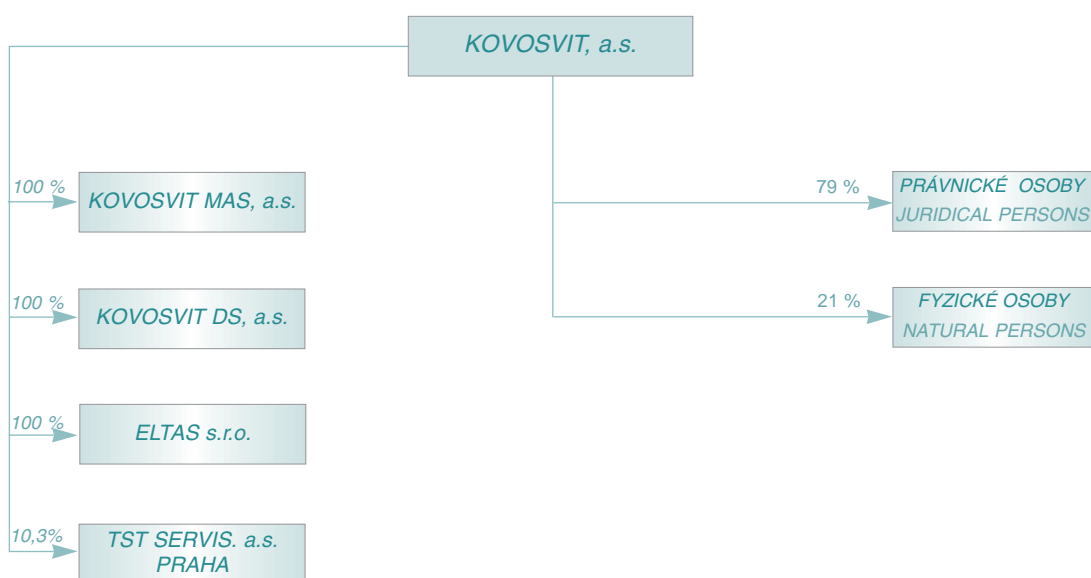 KOVOSVIT, a.s.
100 %
KOVOSVIT MAS, a.s.
79 %
PRÁVNICKÉ OSOBY
JURIDICAL PERSONS
100 %
KOVOSVIT DS, a.s.
21 %
FYZICKÉ OSOBY
NATURAL PERSONS
100 %
ELTAS s.r.o.
10,3%
TST SERVIS. a.s.
PRAHA